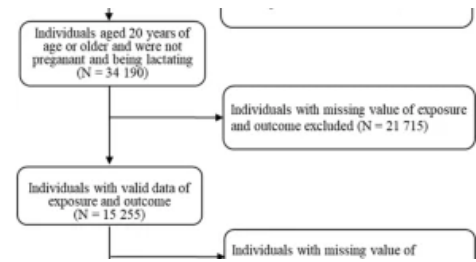 Individuals aged 20 years of
age or older and were not
preganant and being lactating
(N = 34 190)
Individuals with missing value of exposure
and outcome excluded (N = 21 715)
Individuals with valid data of
exposure and outcome
(N = 15 255)
Individuals with missing value of